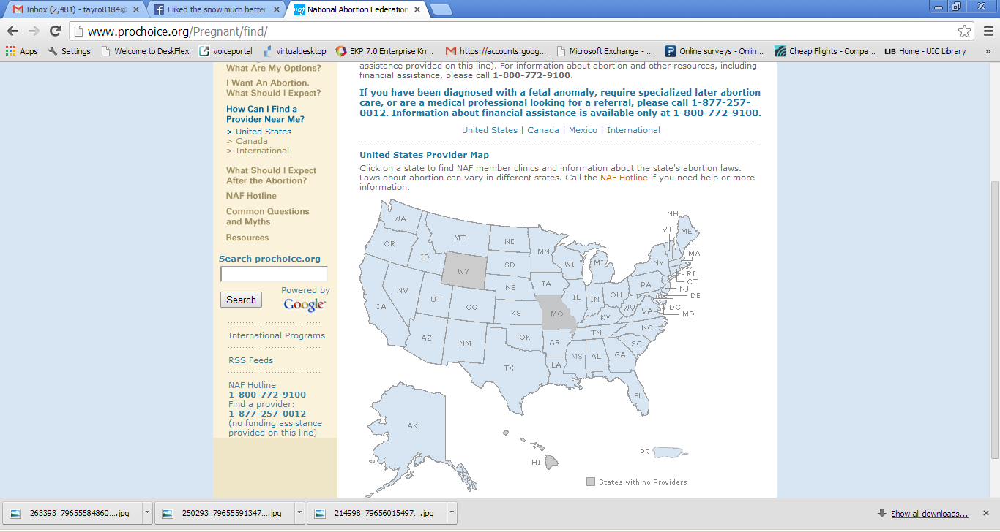 Inbox (2,481) - tayro8184@
I liked the snow much better
naf National Abortion Federation
www.prochoice.org/Pregnant/find/
Apps Settings Welcome to DeskFlex voiceportal virtualdesktop EKP 7.0 Enterprise Kn... https://accounts.goog... Microsoft Exchange - ... Online surveys - Onlin... Cheap Flights - Compa... LIB Home - UIC Library »
What Are My Options?
I Want An Abortion.
What Should I Expect?
How Can I Find a
Provider Near Me?
> United States
> Canada
> International
What Should I Expect
After the Abortion?
NAF Hotline
Common Questions
and Myths
Resources
Search prochoice.org
Search
Powered by
Google™
International Programs
RSS Feeds
NAF Hotline
1-800-772-9100
Find a provider:
1-877-257-0012
(no funding assistance
provided on this line)
assistance provided on this line). For information about abortion and other resources, including
financial assistance, please call 1-800-772-9100.
If you have been diagnosed with a fetal anomaly, require specialized later abortion
care, or are a medical professional looking for a referral, please call 1-877-257-
0012. Information about financial assistance is available only at 1-800-772-9100.
United States | Canada | Mexico | International
United States Provider Map
Click on a state to find NAF member clinics and information about the state's abortion laws.
Laws about abortion can vary in different states. Call the NAF Hotline if you need help or more
information.
WA
OR
ID
MT
ND
MN
WI
MI
VT
NH
ME
MA
NY
RI
CT
NJ
DE
DC
MD
WY
SD
NE
IA
IL
IN
OH
PA
WV
VA
CA
NV
UT
CO
KS
MO
KY
NC
AZ
NM
OK
AR
TN
SC
TX
LA
MS
AL
GA
FL
AK
HI
PR
States with no Providers
263393_79655584860....jpg
250293_79655591347....jpg
214998_79656015497....jpg
Show all downloads...